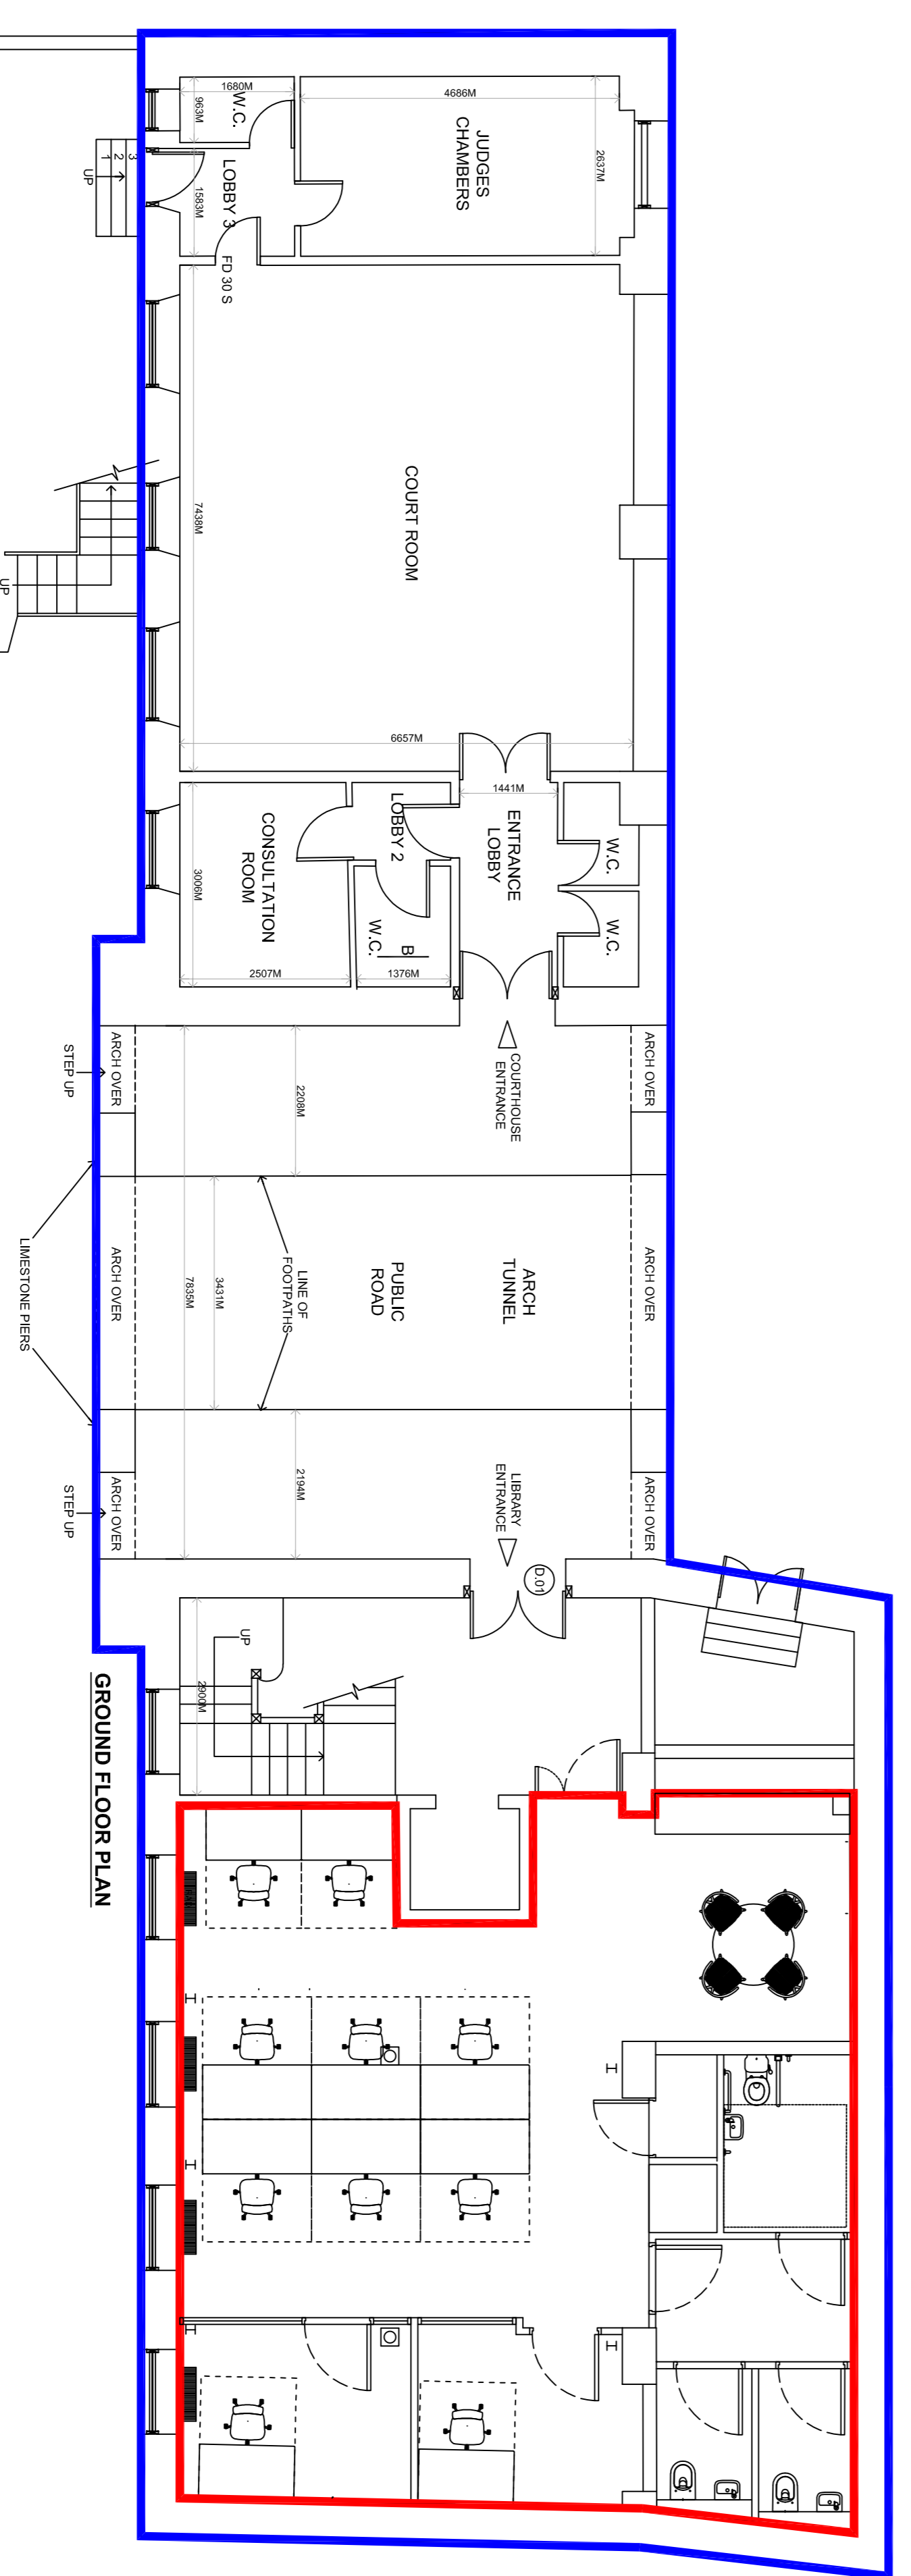 1680M
W.C.
963M
4686M
JUDGES
CHAMBERS
2637M
3
2
1
UP
LOBBY 3
1583M
FD 30 S
COURT ROOM
7438M
UP
6657M
1441M
ENTRANCE
LOBBY
LOBBY 2
W.C.
W.C.
CONSULTATION
ROOM
3006M
2507M
W.C.
B
1376M
ARCH OVER
STEP UP
2208M
COURTHOUSE
ENTRANCE
ARCH OVER
LIMESTONE PIERS
ARCH OVER
7835M
3431M
LINE OF
FOOTPATHS
PUBLIC
ROAD
ARCH
TUNNEL
ARCH OVER
ARCH OVER
STEP UP
2194M
LIBRARY
ENTRANCE
ARCH OVER
D.01
UP
2900M
GROUND FLOOR PLAN